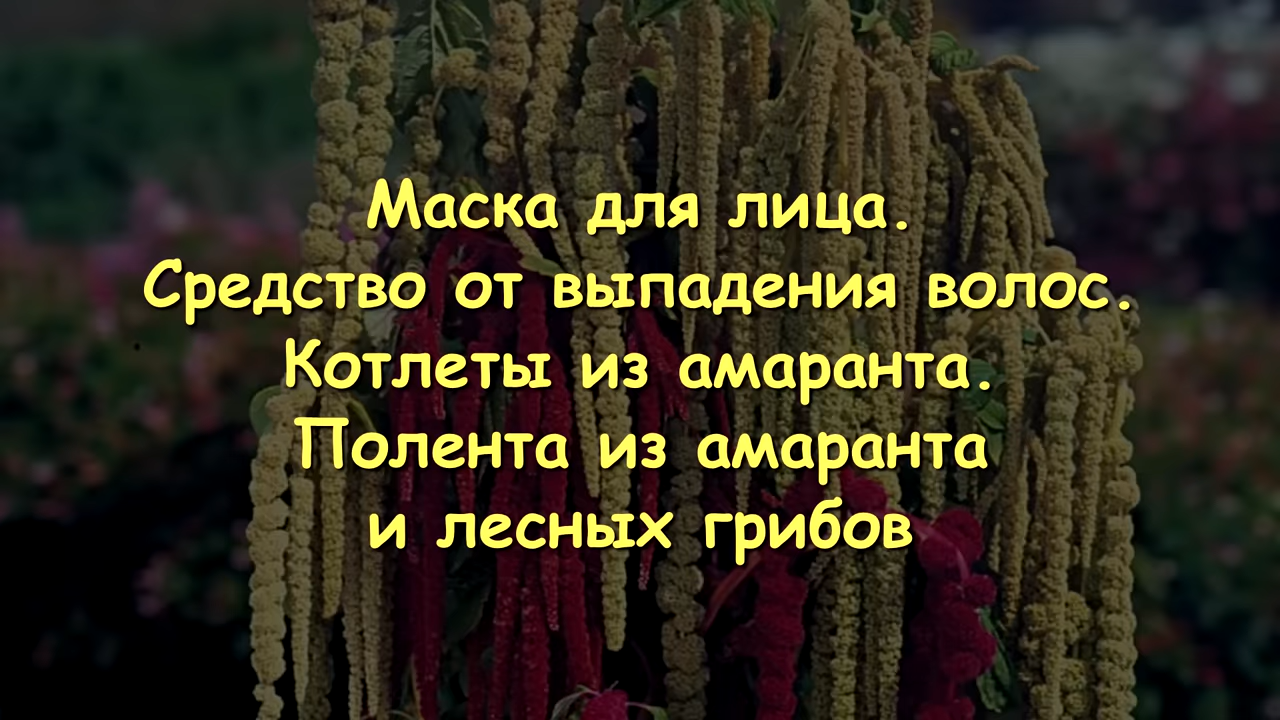 Маска для лица.
Средство от выпадения волос.
Котлеты из амаранта.
Полента из амаранта
и лесных грибов